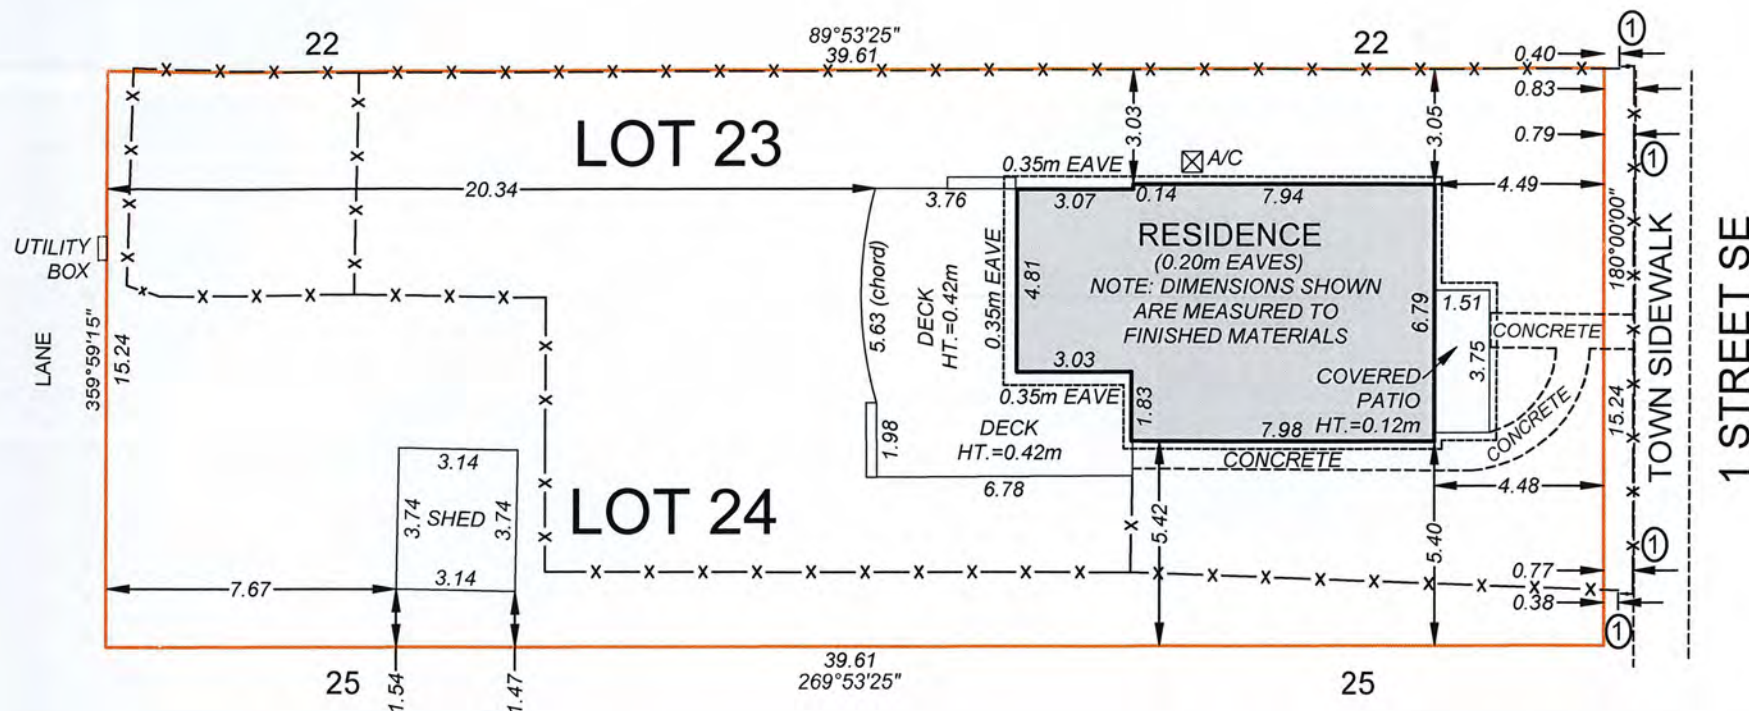 22
89°53'25"
39.61
22
1
0.40
0.83
0.79
1
LOT 23
3.03
3.05
0.35m EAVE
A/C
20.34
3.76
3.07
0.14
7.94
4.49
UTILITY
BOX
LANE
359°59'15"
15.24
5.63 (chord)
DECK
HT.=0.42m
0.35m EAVE
4.81
RESIDENCE
(0.20m EAVES)
NOTE: DIMENSIONS SHOWN
ARE MEASURED TO
FINISHED MATERIALS
6.79
1.51
3.75
CONCRETE
180°00'00"
15.24
TOWN SIDEWALK
1 STREET SE
3.03
0.35m EAVE
1.83
COVERED
PATIO
HT.=0.12m
7.98
CONCRETE
CONCRETE
1.98
DECK
HT.=0.42m
6.78
4.48
3.14
3.74
SHED
3.74
3.14
LOT 24
5.42
5.40
7.67
0.77
1
0.38
1
1.54
1.47
25
39.61
269°53'25"
25